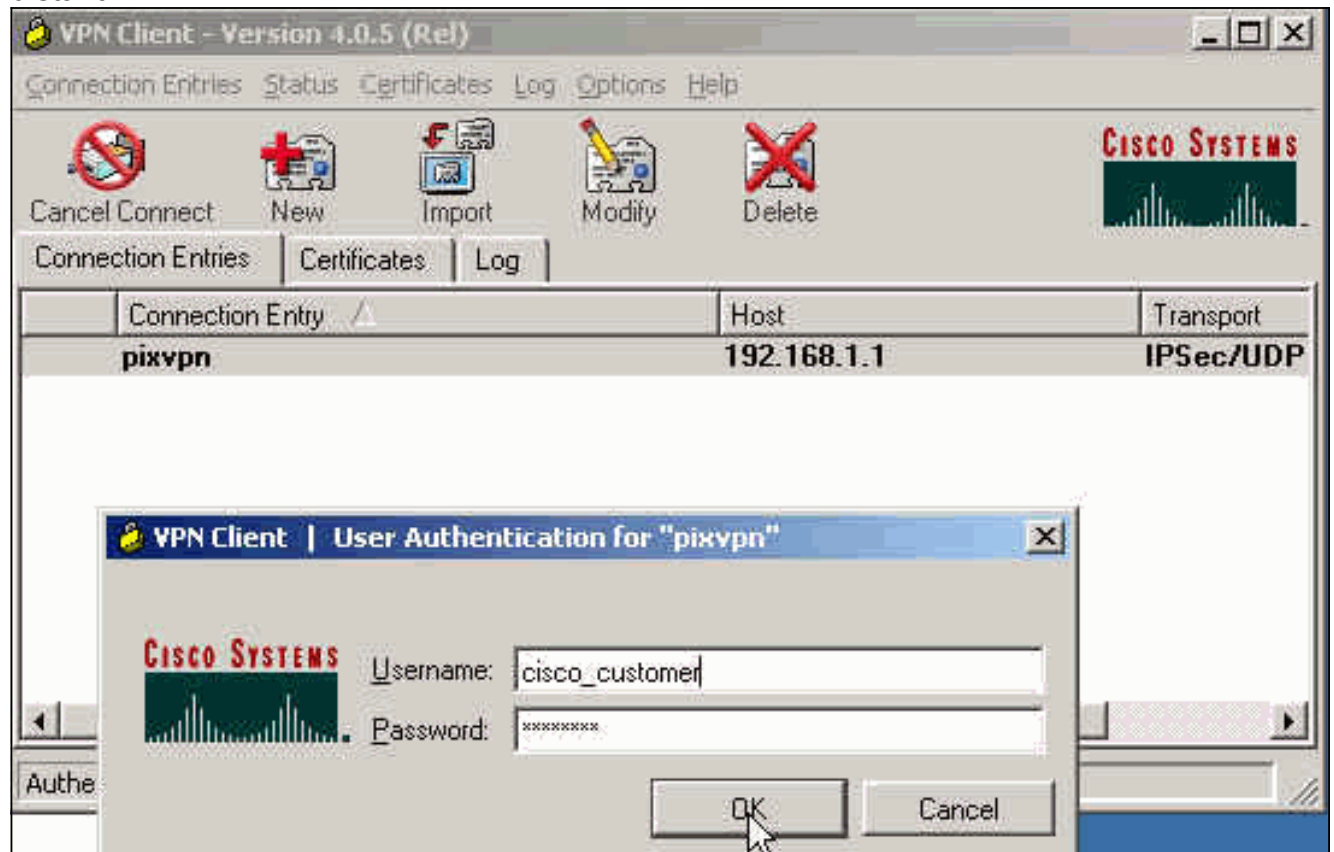 VPN Client - Version 4.0.5 (Rel)
Connection Entries Status Certificates Log Options Help
Cancel Connect New Import Modify Delete
CISCO SYSTEMS
Connection Entries Certificates Log
Connection Entry Host Transport
pixvpn 192.168.1.1 IPSec/UDP
VPN Client | User Authentication for "pixvpn"
CISCO SYSTEMS
Username: cisco_customer
Password: ********
Authe
OK Cancel